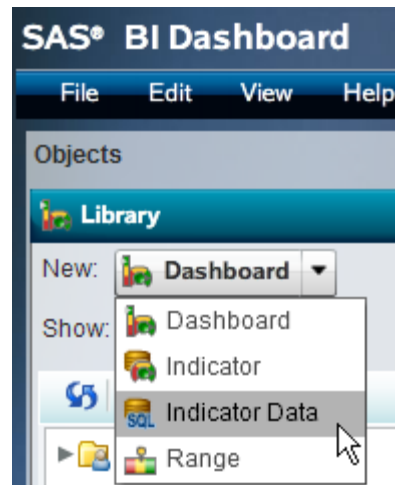 SAS® BI Dashboard
File Edit View Help
Objects
Library
New: Dashboard
Show: Dashboard
Indicator
SQL Indicator Data
Range